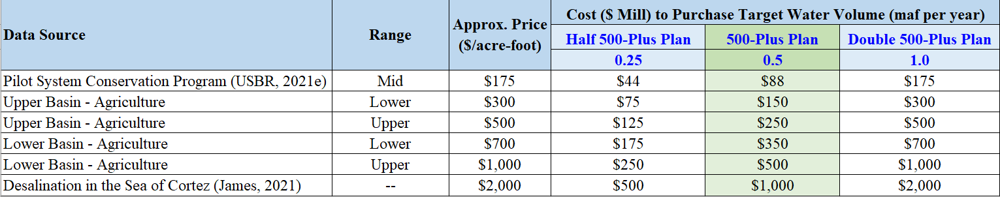 Data Source Range Approx. Price ($/acre-foot) Cost ($ Mill) to Purchase Target Water Volume (maf per year)
Half 500-Plus Plan 500-Plus Plan Double 500-Plus Plan
0.25 0.5 1.0
Pilot System Conservation Program (USBR, 2021e) Mid $175 $44 $88 $175
Upper Basin - Agriculture Lower $300 $75 $150 $300
Upper Basin - Agriculture Upper $500 $125 $250 $500
Lower Basin - Agriculture Lower $700 $175 $350 $700
Lower Basin - Agriculture Upper $1,000 $250 $500 $1,000
Desalination in the Sea of Cortez (James, 2021) -- $2,000 $500 $1,000 $2,000